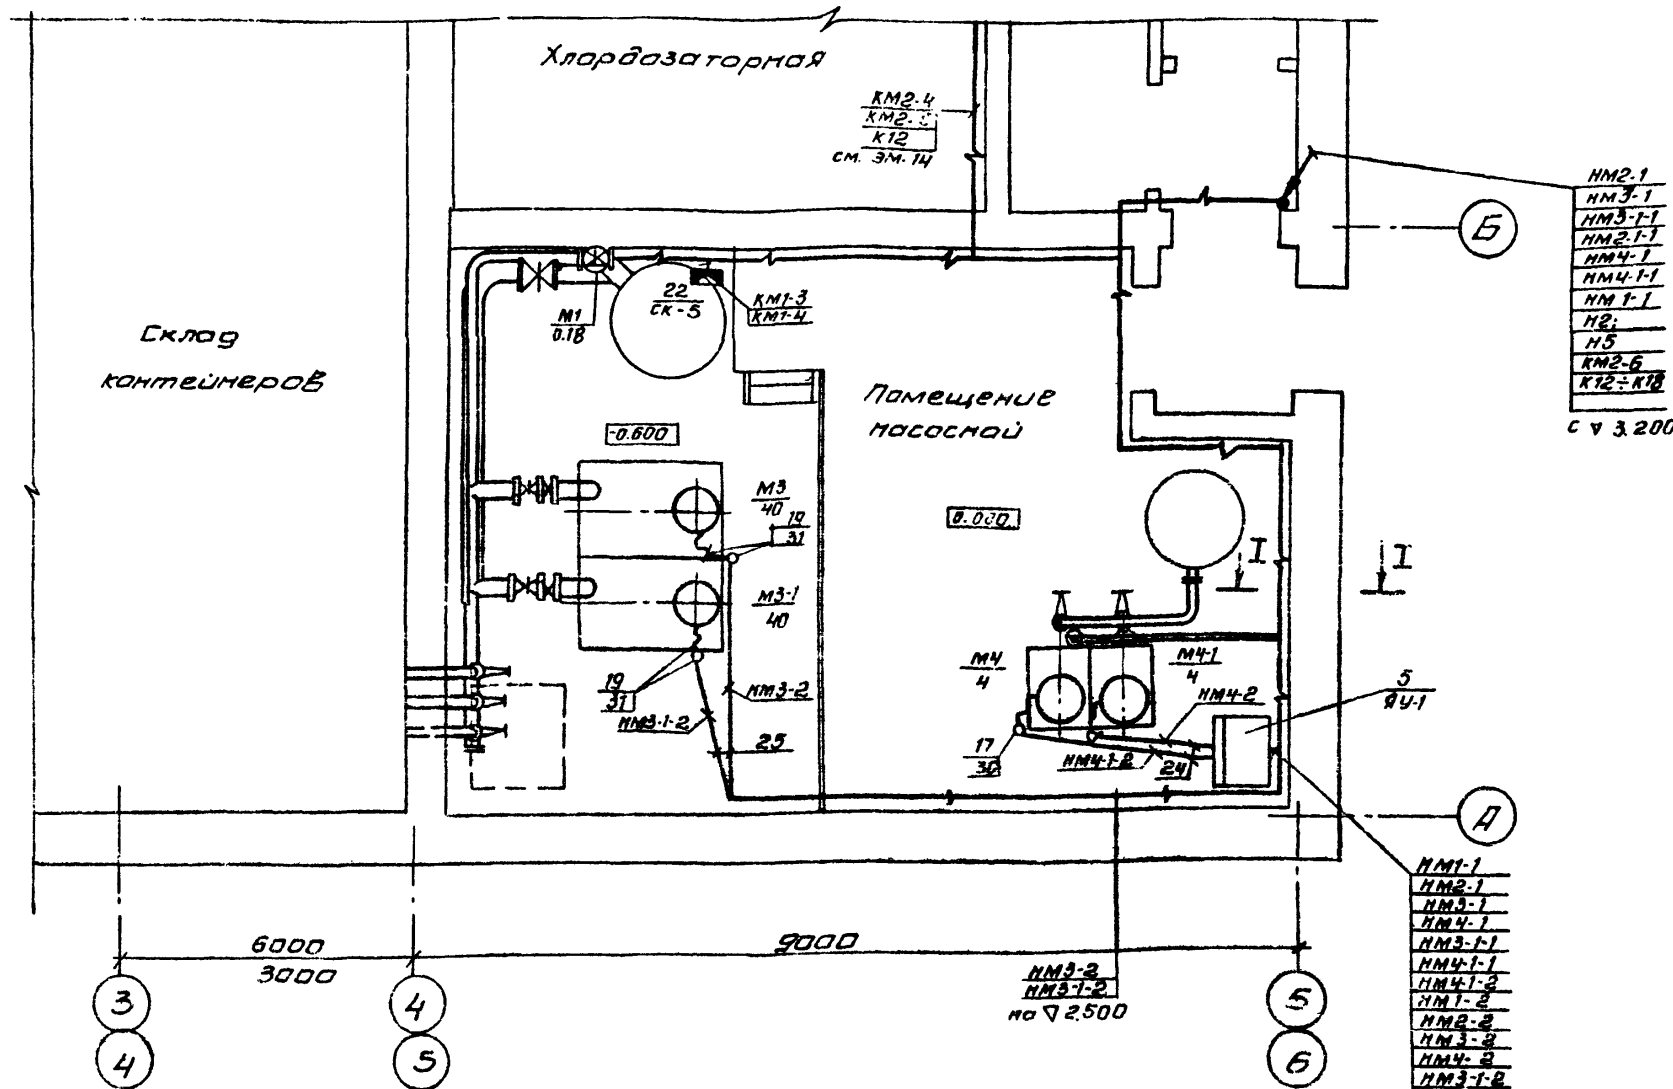 Хлордозаторная
КМ2-4
К12
см. ЭМ-14
НМ2-1
НМ3-1
НМ3-1-1
НМ2-1-1
НМ4-1
НМ4-1-1
НМ1-1
Н2;
Н5
КМ2-6
К12÷К18
с ∇ 3.200
Б
22
СК-5
КМ1-3
КМ1-4
М1
0.18
Склад
контейнеров
Помещение
насосной
-0.600
0.000
М3
40
19
31
М3-1
40
I I
М4
4
М4-1
4
НМ4-2
5
ЯУ-1
19
31
НМ3-2
НМ3-1-2
25
17
НМ4-1-2
24
А
НМ1-1
НМ2-1
НМ3-1
НМ4-1
НМ3-1-1
НМ4-1-1
НМ4-1-2
НМ1-2
НМ2-2
НМ3-2
НМ4-2
НМ3-1-2
6000
3000
9000
НМ3-2
НМ3-1-2
на ∇ 2.500
3 4 5
4 5 6